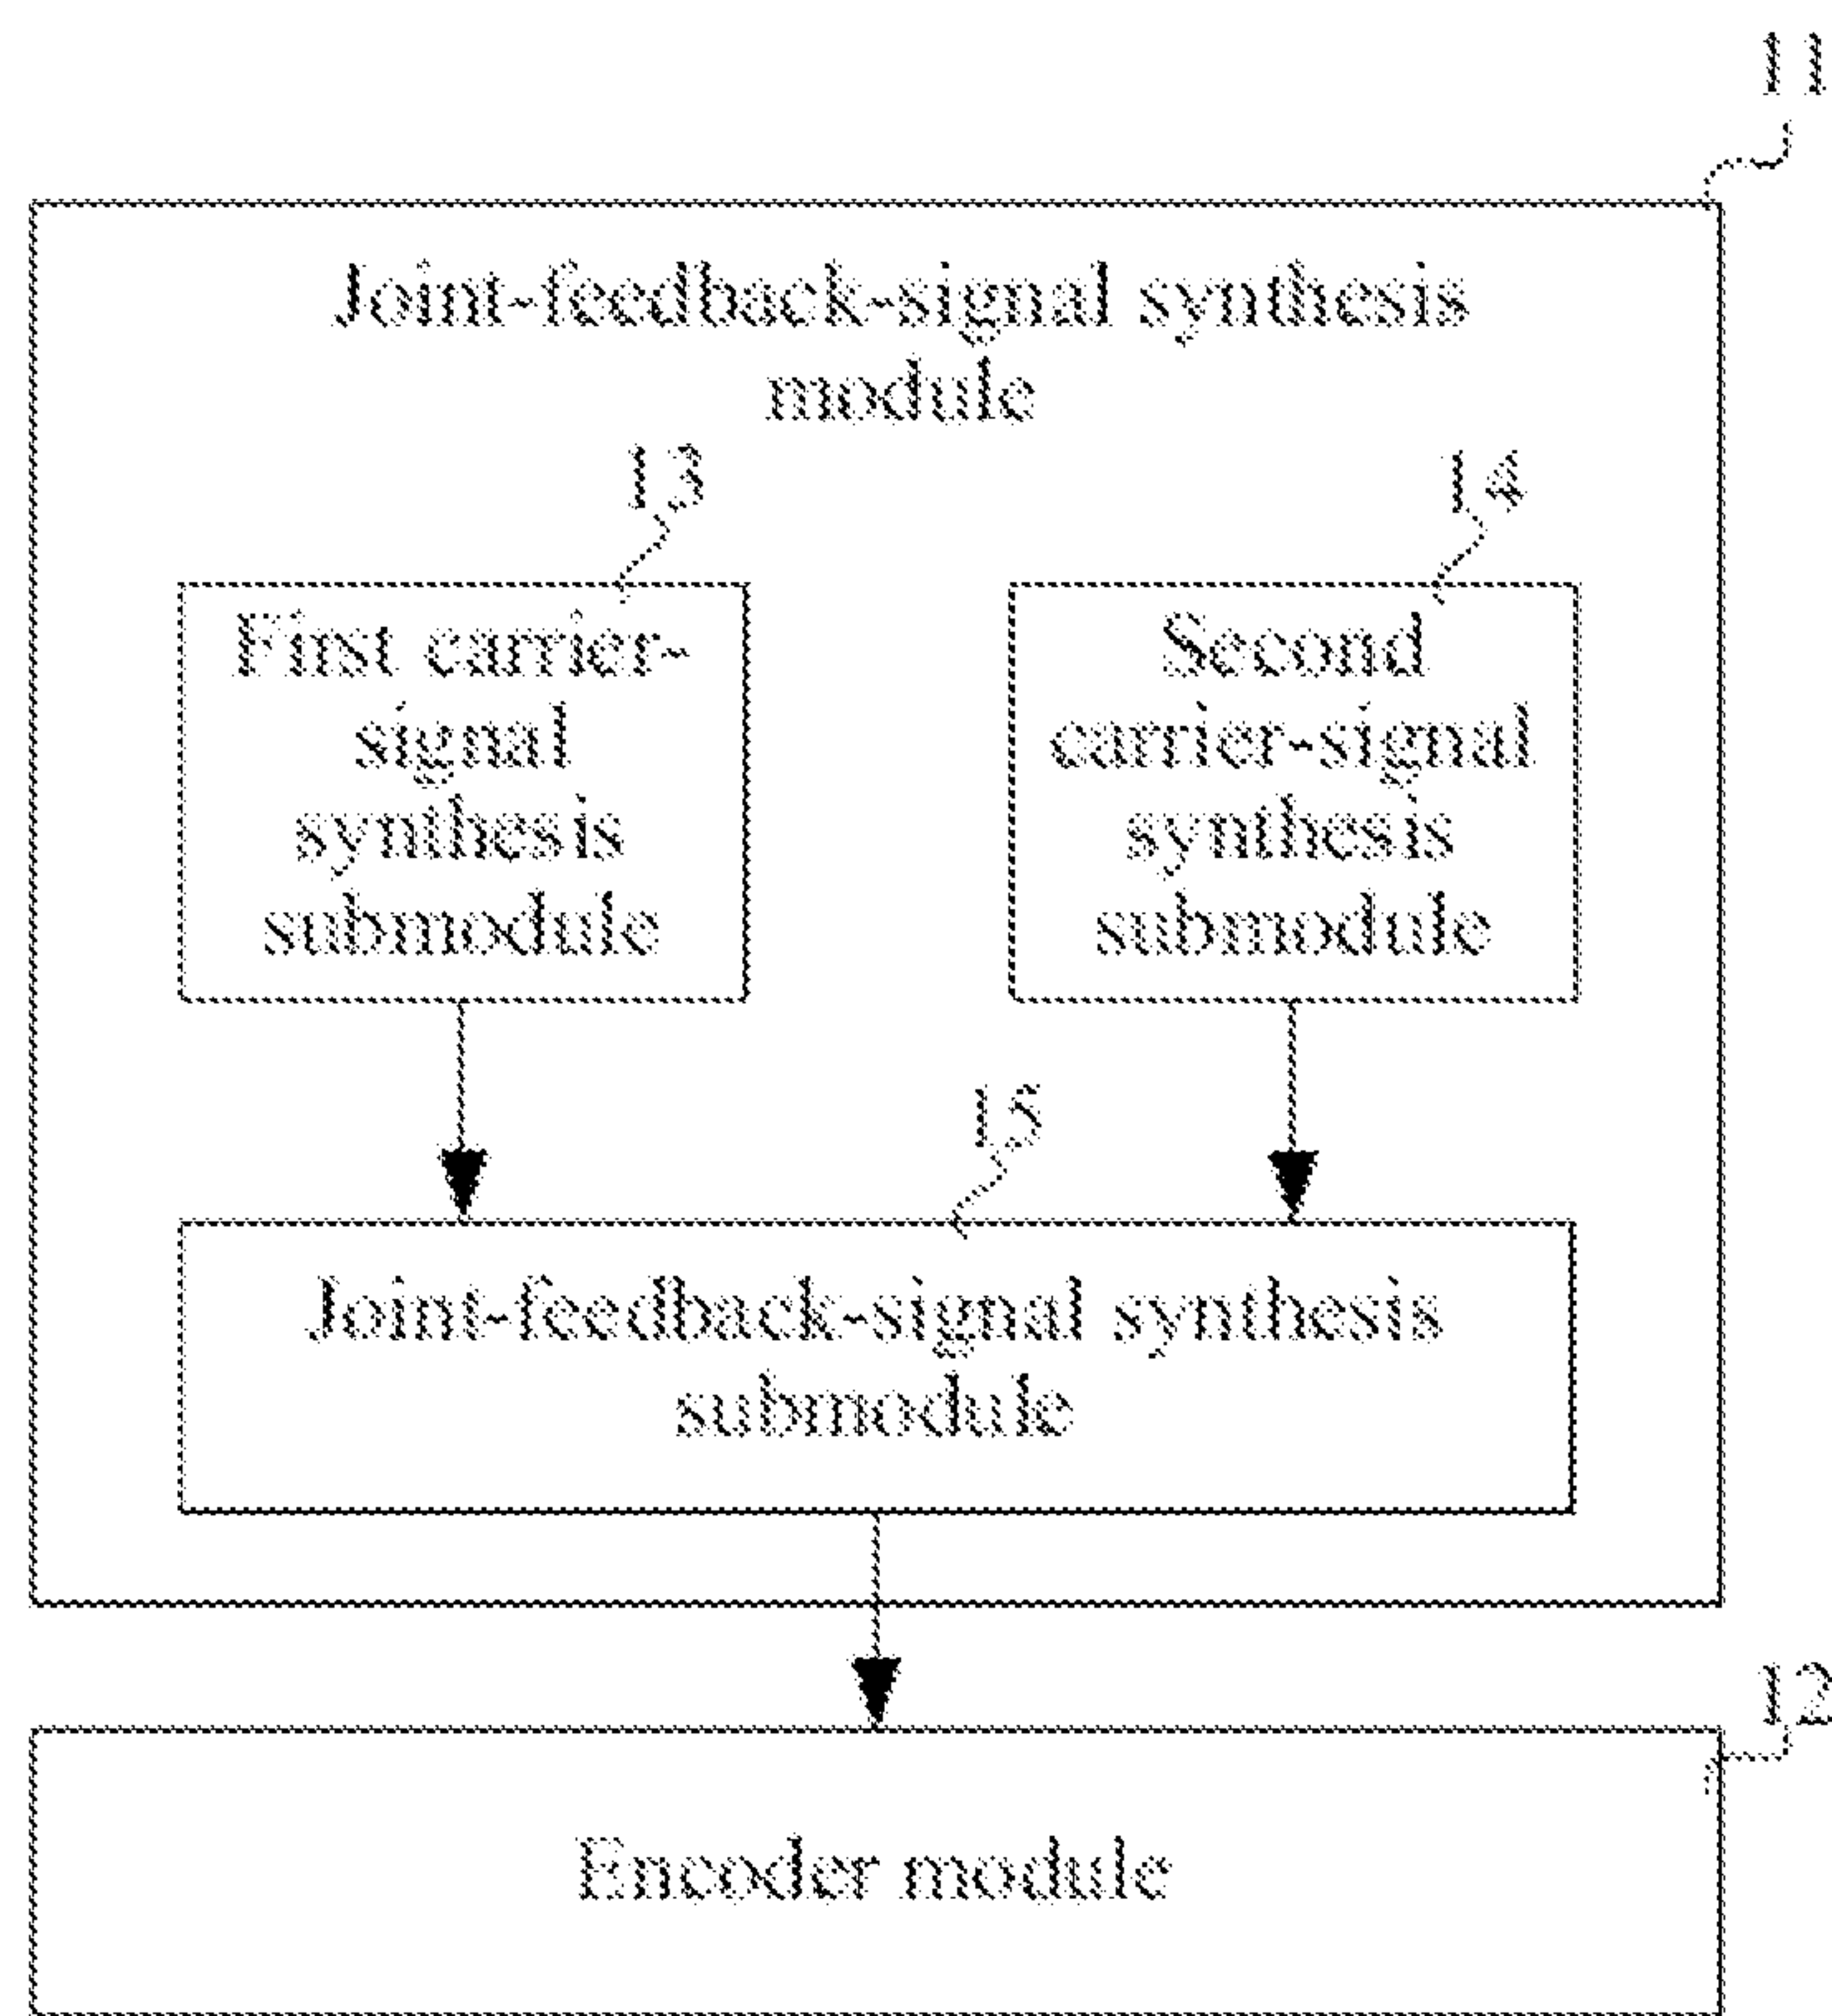 11
Joint-feedback-signal synthesis
module
13
14
First carrier-
signal
synthesis
submodule
Second
carrier-signal
synthesis
submodule
15
Joint-feedback-signal synthesis
submodule
12
Encoder module